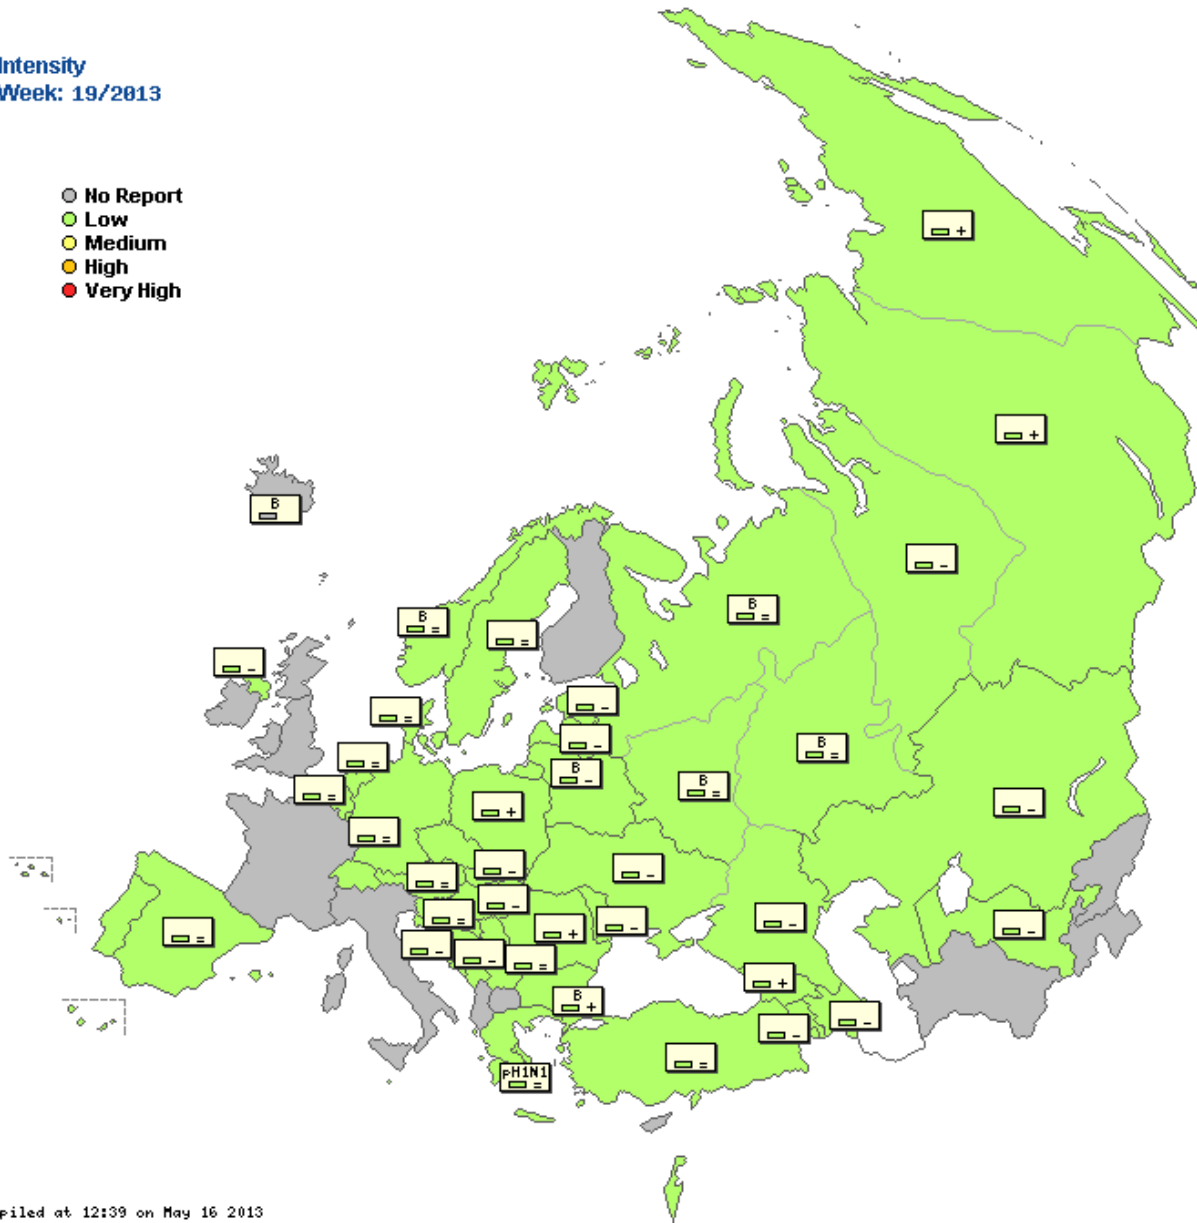 Intensity
Week: 19/2013
No Report
Low
Medium
High
Very High
+
+
B
-
B
=
B
=
=
-
-
=
-
B
=
=
B
-
B
=
=
-
+
=
-
-
=
-
=
-
=
-
-
+
-
-
-
=
+
B
+
-
-
=
pH1N1
=
piled at 12:39 on May 16 2013